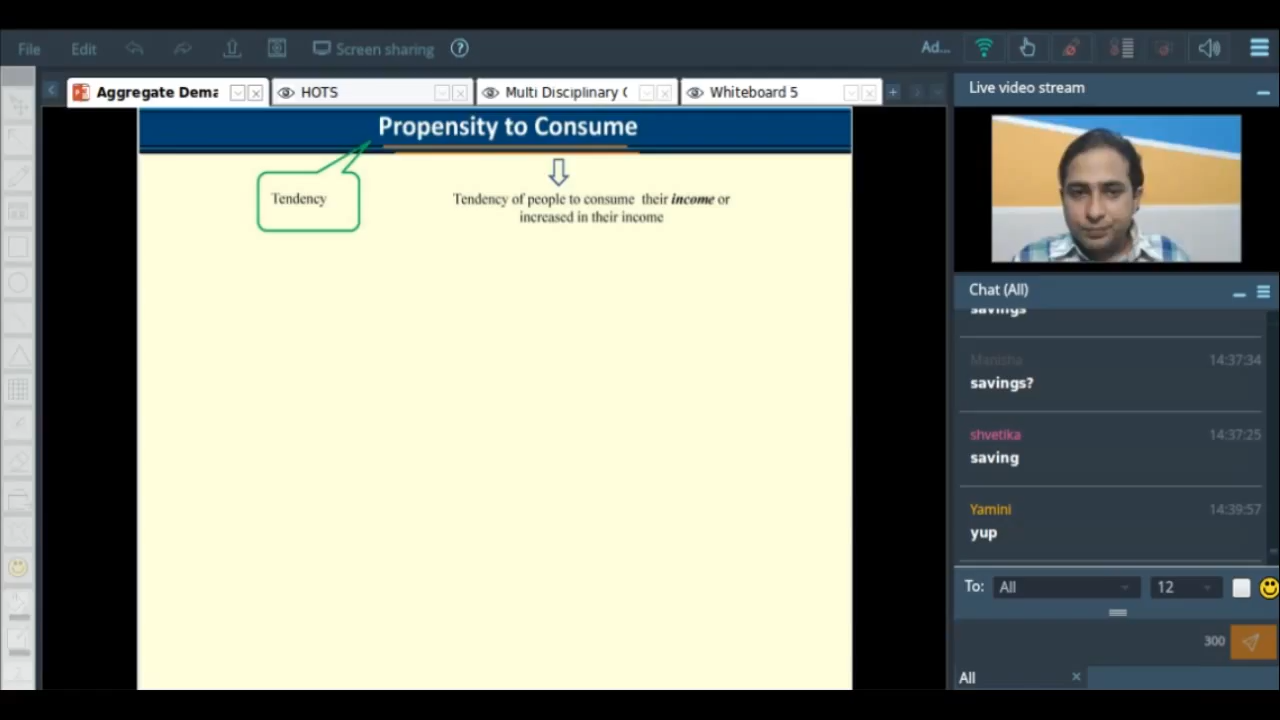 File Edit Screen sharing ? Ad...
Aggregate Dema HOTS Multi Disciplinary ( Whiteboard 5
Propensity to Consume
Tendency
Tendency of people to consume their income or
increased in their income
Live video stream
Chat (All)
savings
Manisha 14:37:34
savings?
shvetika 14:37:25
saving
Yamini 14:39:57
yup
To: All 12
300
All